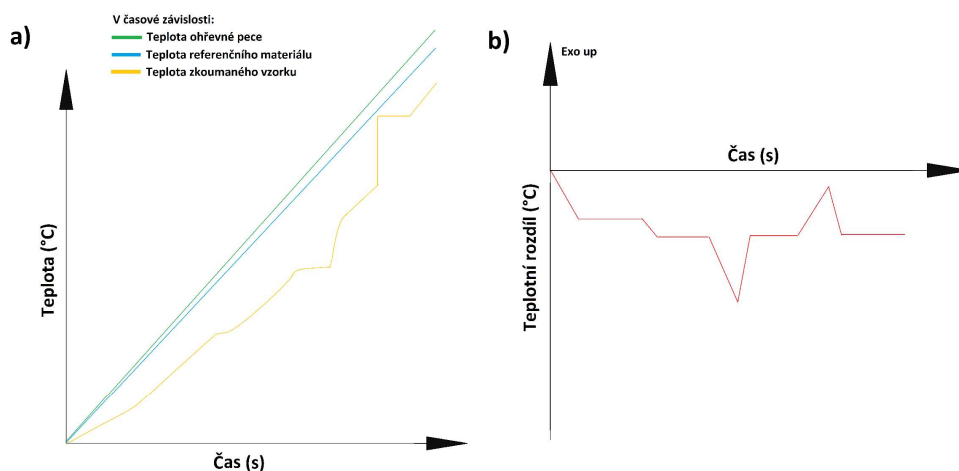 a)
V časové závislosti:
Teplota ohřevné pece
Teplota referenčního materiálu
Teplota zkoumaného vzorku
Teplota (°C)
Čas (s)
b)
Exo up
Čas (s)
Teplotní rozdíl (°C)